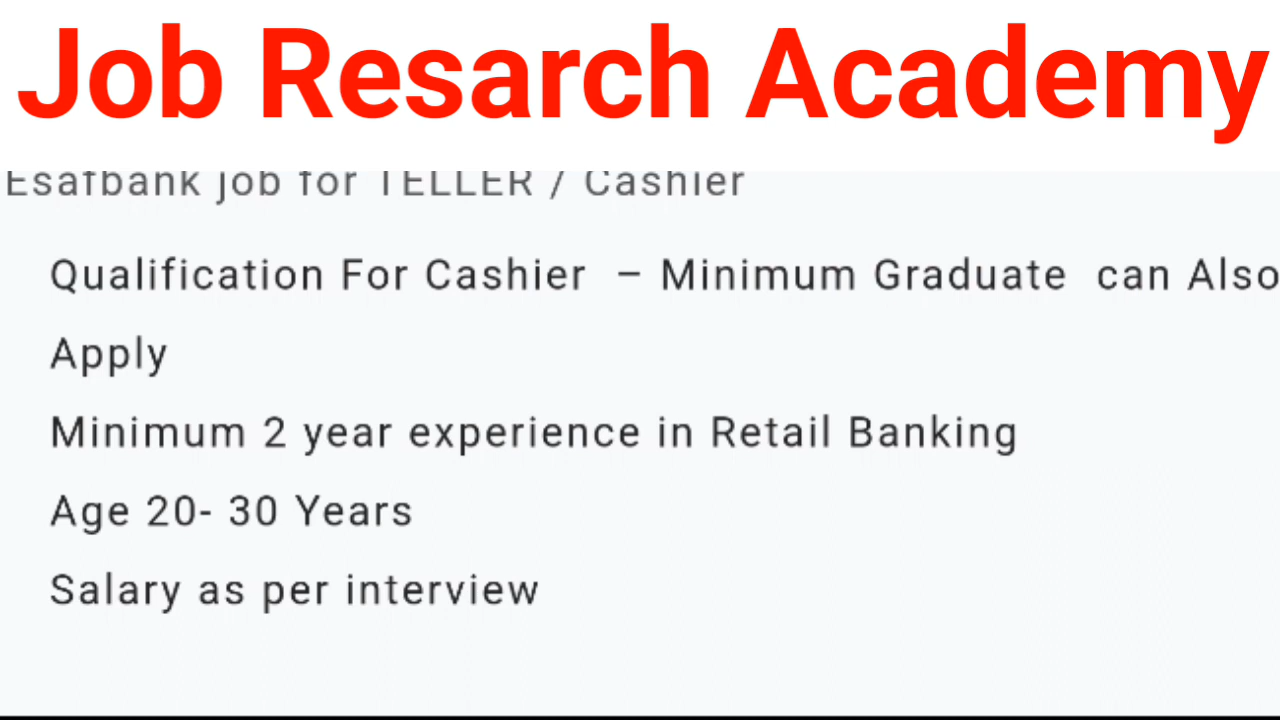 Job Resarch Academy
Esafbank job for TELLER / Cashier
Qualification For Cashier – Minimum Graduate can Also
Apply
Minimum 2 year experience in Retail Banking
Age 20- 30 Years
Salary as per interview